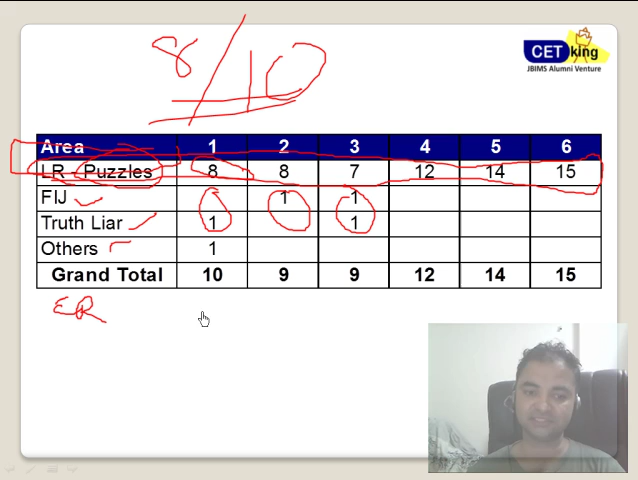 8/10
CET king
JBIMS Alumni Venture
Area 1 2 3 4 5 6
LR - Puzzles 8 8 7 12 14 15
FIJ 1 1
Truth Liar 1 1
Others 1
Grand Total 10 9 9 12 14 15
ER